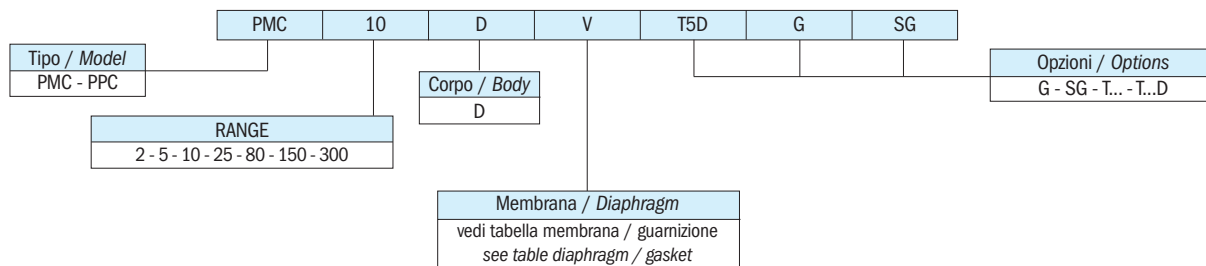 PMC 10 D V T5D G SG
Tipo / Model
PMC - PPC
Corpo / Body
D
Opzioni / Options
G - SG - T... - T...D
RANGE
2 - 5 - 10 - 25 - 80 - 150 - 300
Membrana / Diaphragm
vedi tabella membrana / guarnizione
see table diaphragm / gasket